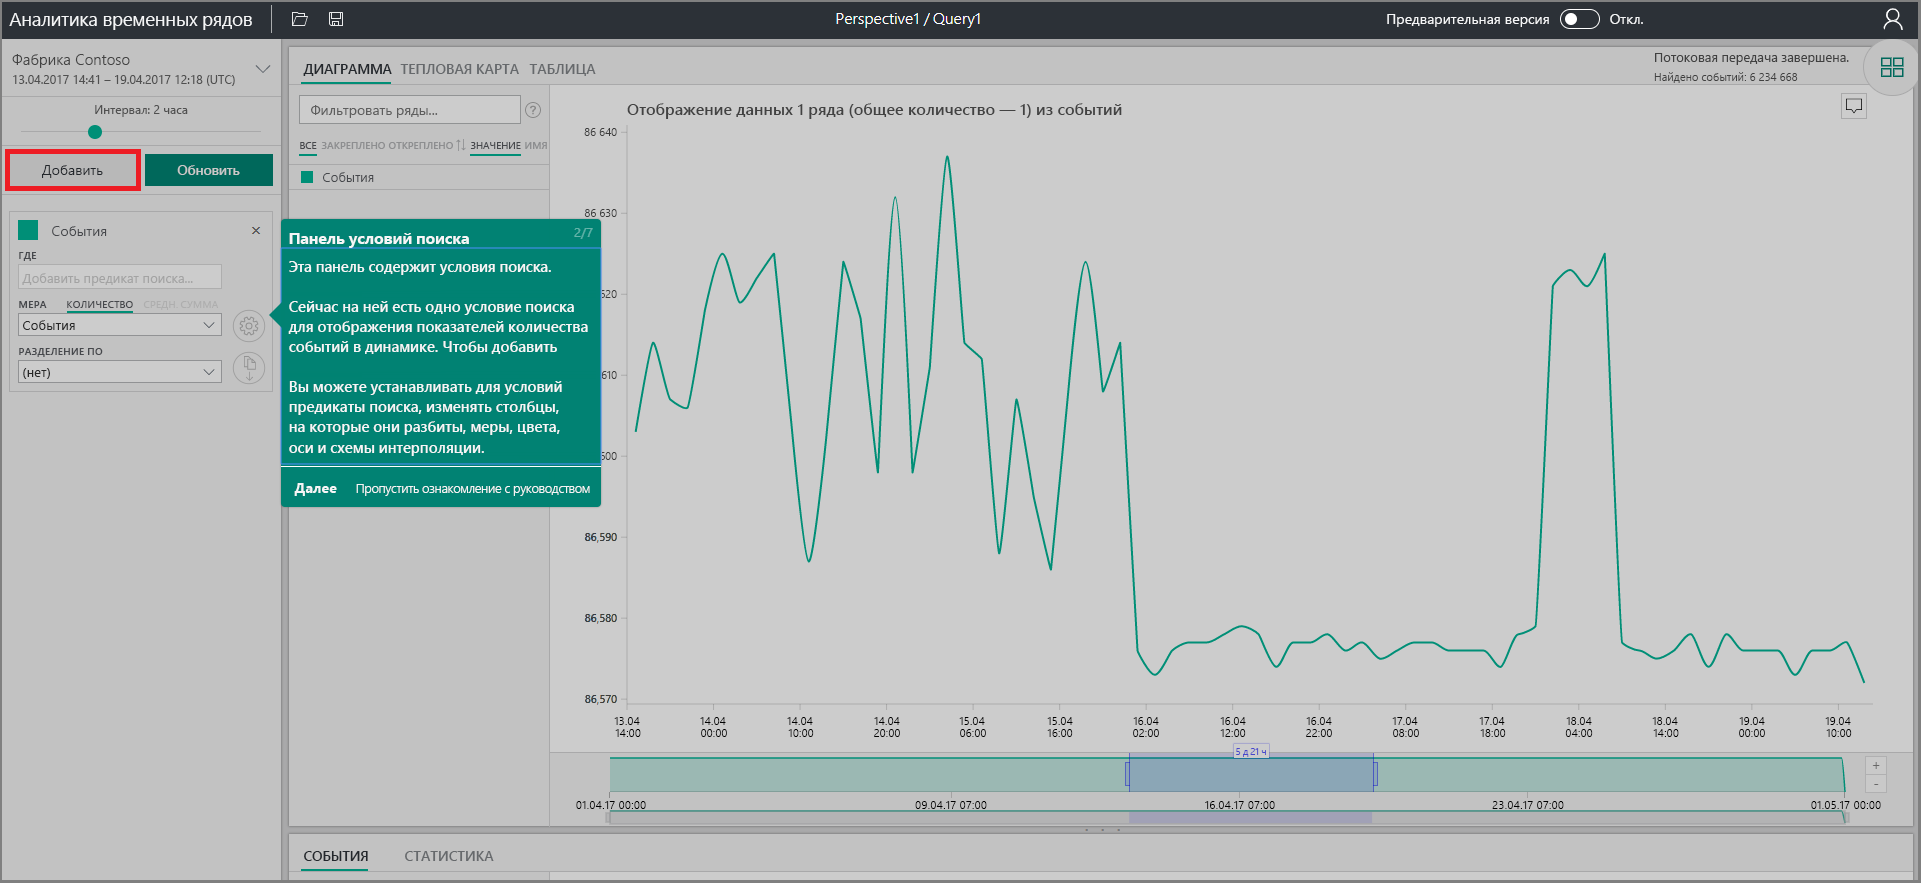 Аналитика временных рядов
Perspective1 / Query1
Предварительная версия
Откл.
Фабрика Contoso
13.04.2017 14:41 – 19.04.2017 12:18 (UTC)
Интервал: 2 часа
Добавить
Обновить
События
ГДЕ
Добавить предикат поиска...
МЕРА КОЛИЧЕСТВО СРЕДН. СУММА
События
РАЗДЕЛЕНИЕ ПО
(нет)
ДИАГРАММА ТЕПЛОВАЯ КАРТА ТАБЛИЦА
Потоковая передача завершена.
Найдено событий: 6 234 668
Фильтровать ряды...
?
ВСЕ ЗАКРЕПЛЕНО ОТКРЕПЛЕНО ЗНАЧЕНИЕ ИМЯ
События
Панель условий поиска
2/7
Эта панель содержит условия поиска.
Сейчас на ней есть одно условие поиска
для отображения показателей количества
событий в динамике. Чтобы добавить
Вы можете устанавливать для условий
предикаты поиска, изменять столбцы,
на которые они разбиты, меры, цвета,
оси и схемы интерполяции.
Далее
Пропустить ознакомление с руководством
Отображение данных 1 ряда (общее количество — 1) из событий
86 640
86 630
620
610
600
86,590
86,580
86,570
13.04 14.04 14.04 14.04 15.04 15.04 16.04 16.04 16.04 17.04 17.04 18.04 18.04 19.04 19.04
14:00 00:00 10:00 20:00 06:00 16:00 02:00 12:00 22:00 08:00 18:00 04:00 14:00 00:00 10:00
5 д 21 ч
+
-
01.04.17 00:00 09.04.17 07:00 16.04.17 07:00 23.04.17 07:00 01.05.17 00:00
СОБЫТИЯ СТАТИСТИКА